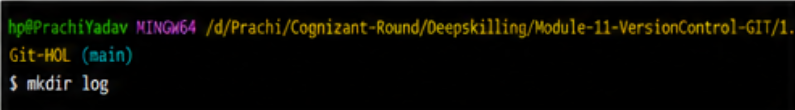 hp@PrachiYadav MINGW64 /d/Prachi/Cognizant-Round/Deepskilling/Module-11-VersionControl-GIT/1.
Git-HOL (main)
$ mkdir log